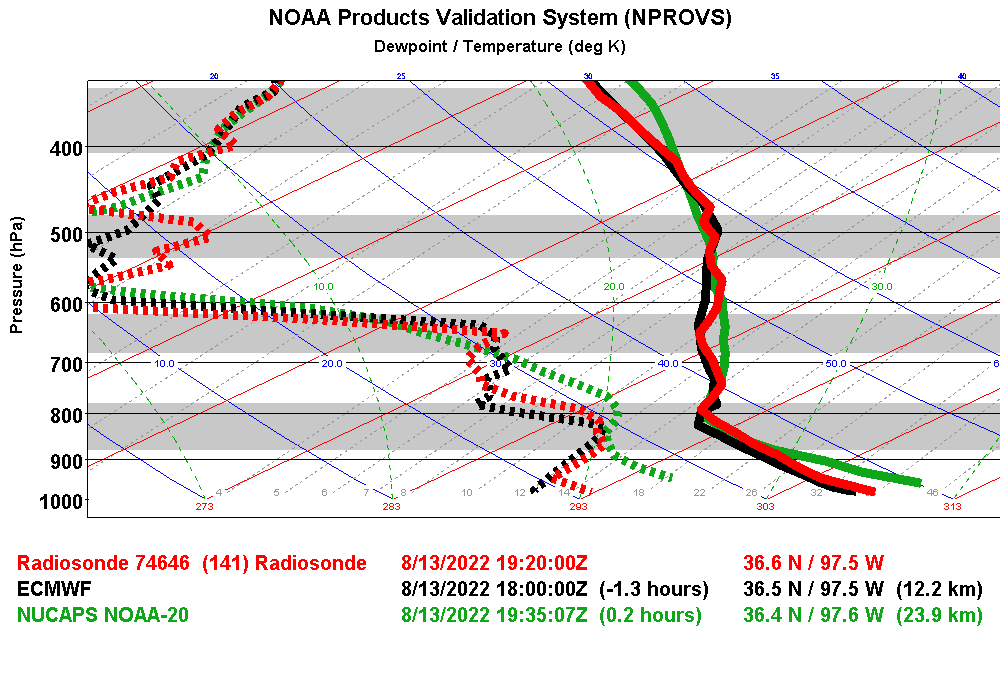 NOAA Products Validation System (NPROVS)
Dewpoint / Temperature (deg K)
20 25 30 35 40
400
500
10.0 20.0 30.0
600
10.0 20.0 30 40.0 50.0 6
700
800
900
4 5 6 7 8 10 12 14 18 22 26 32 46
1000
273 283 293 303 313
Pressure (hPa)
Radiosonde 74646 (141) Radiosonde 8/13/2022 19:20:00Z 36.6 N / 97.5 W
ECMWF 8/13/2022 18:00:00Z (-1.3 hours) 36.5 N / 97.5 W (12.2 km)
NUCAPS NOAA-20 8/13/2022 19:35:07Z (0.2 hours) 36.4 N / 97.6 W (23.9 km)